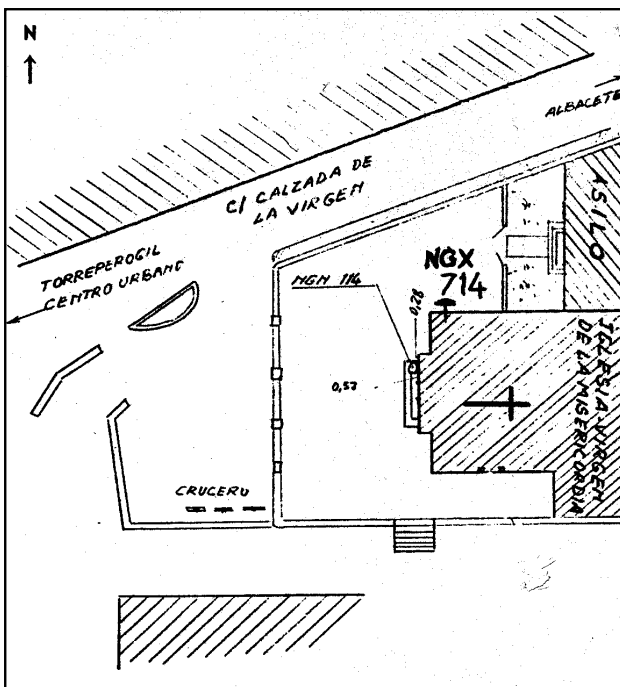 N
ALBACETE
C/ CALZADA DE
LA VIRGEN
TORREPEROGIL
CENTRO URBANO
ASILO
NGX
714
NGM 114
0,28
0,53
IGLESIA-VIRGEN
DE LA MISERICORDIA
CRUCERO